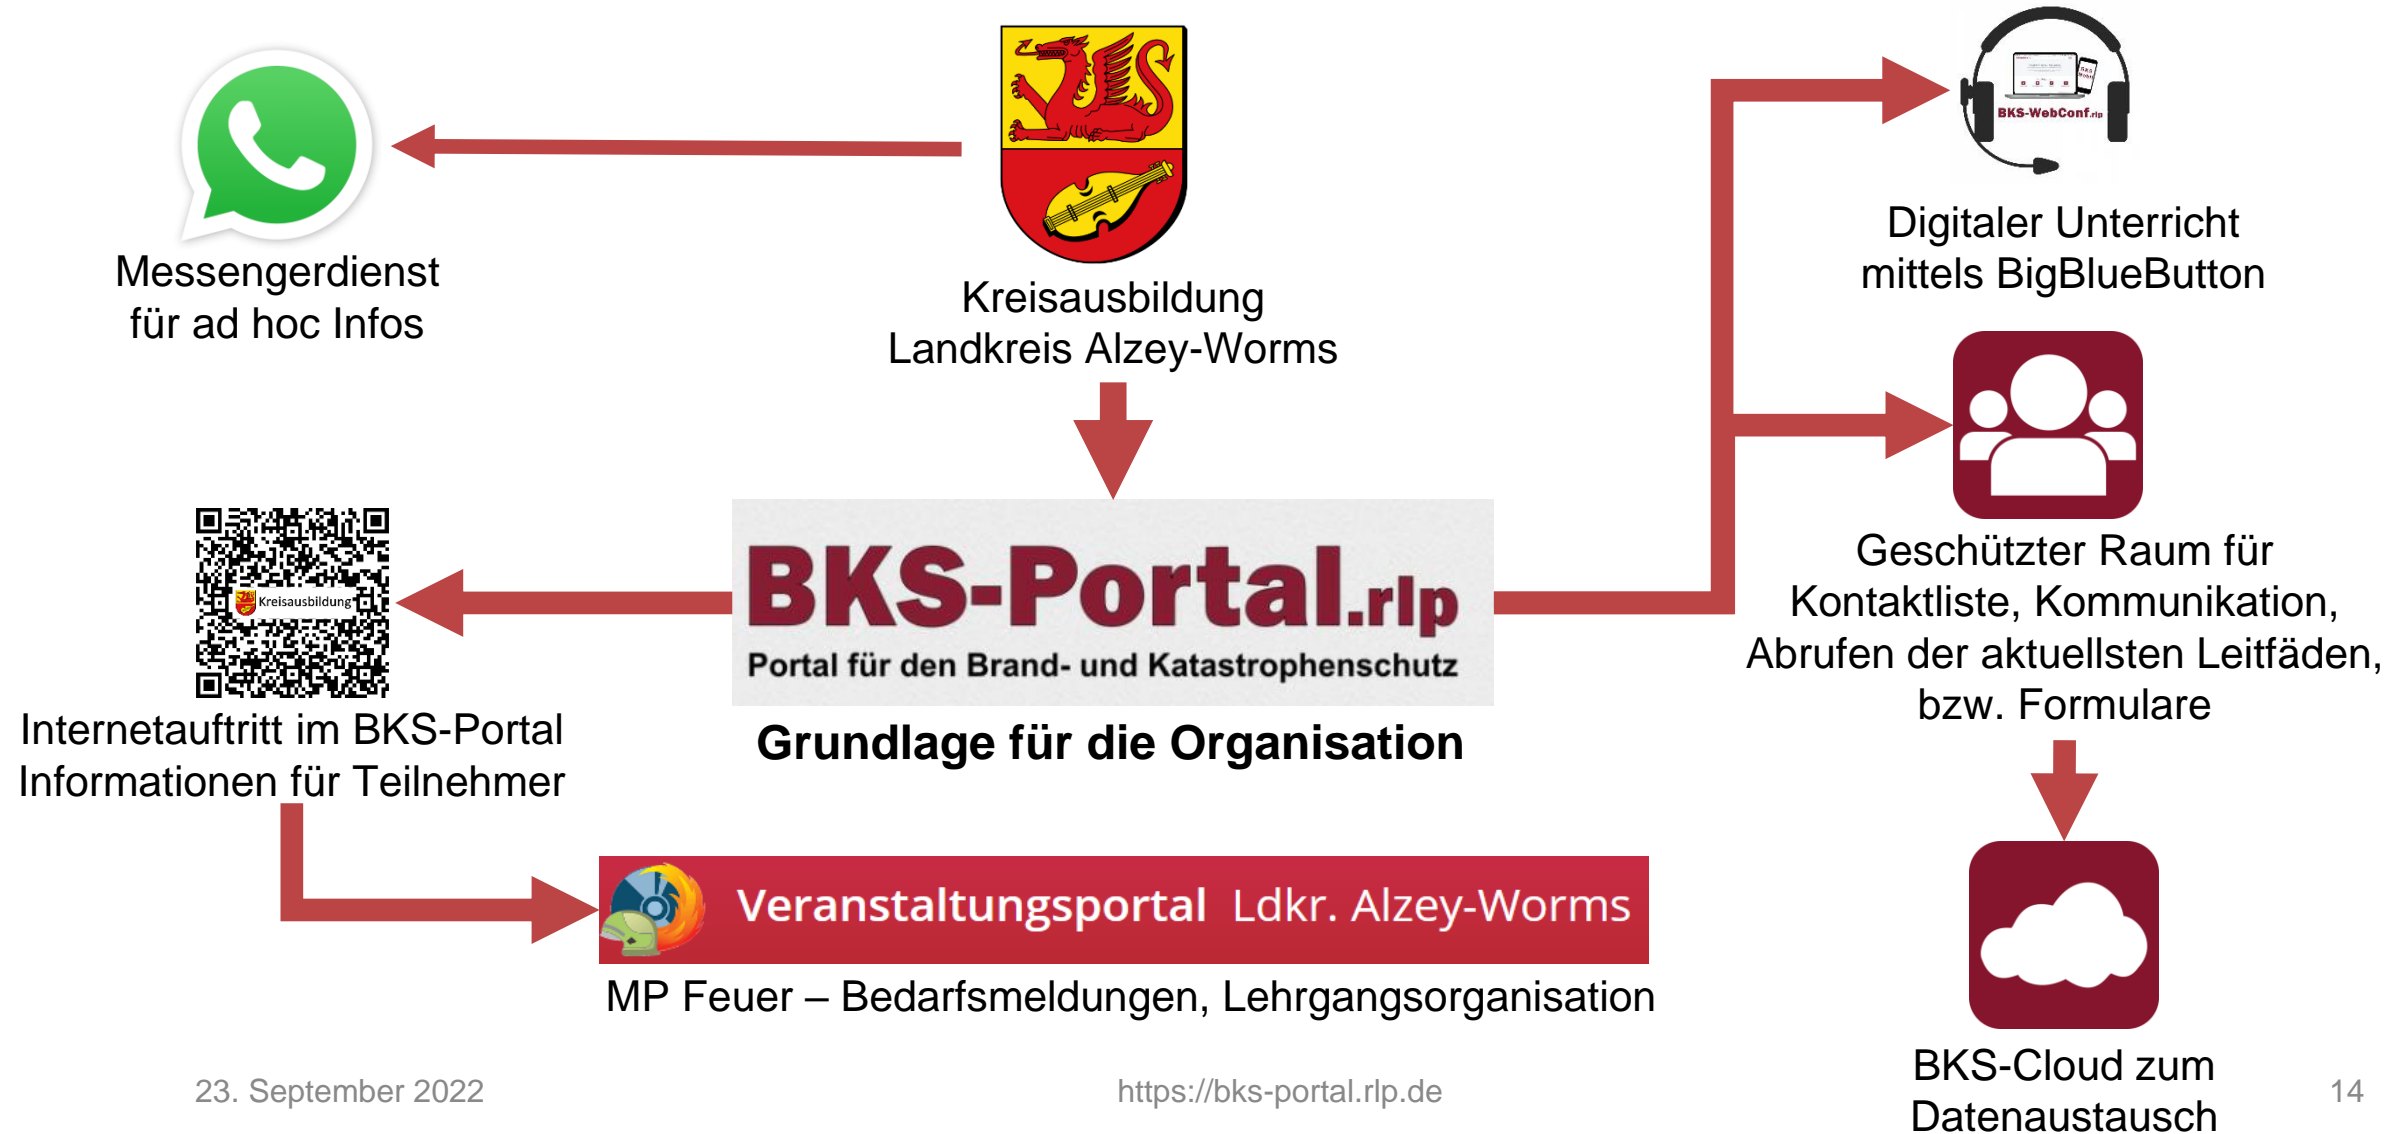 Messengerdienst
für ad hoc Infos
Kreisausbildung
Landkreis Alzey-Worms
BKS-WebConf.rlp
Digitaler Unterricht
mittels BigBlueButton
Geschützter Raum für
Kontaktliste, Kommunikation,
Abrufen der aktuellsten Leitfäden,
bzw. Formulare
BKS-Portal.rlp
Portal für den Brand- und Katastrophenschutz
Grundlage für die Organisation
Kreisausbildung
Internetauftritt im BKS-Portal
Informationen für Teilnehmer
Veranstaltungsportal Ldkr. Alzey-Worms
MP Feuer – Bedarfsmeldungen, Lehrgangsorganisation
BKS-Cloud zum
Datenaustausch
23. September 2022
https://bks-portal.rlp.de
14